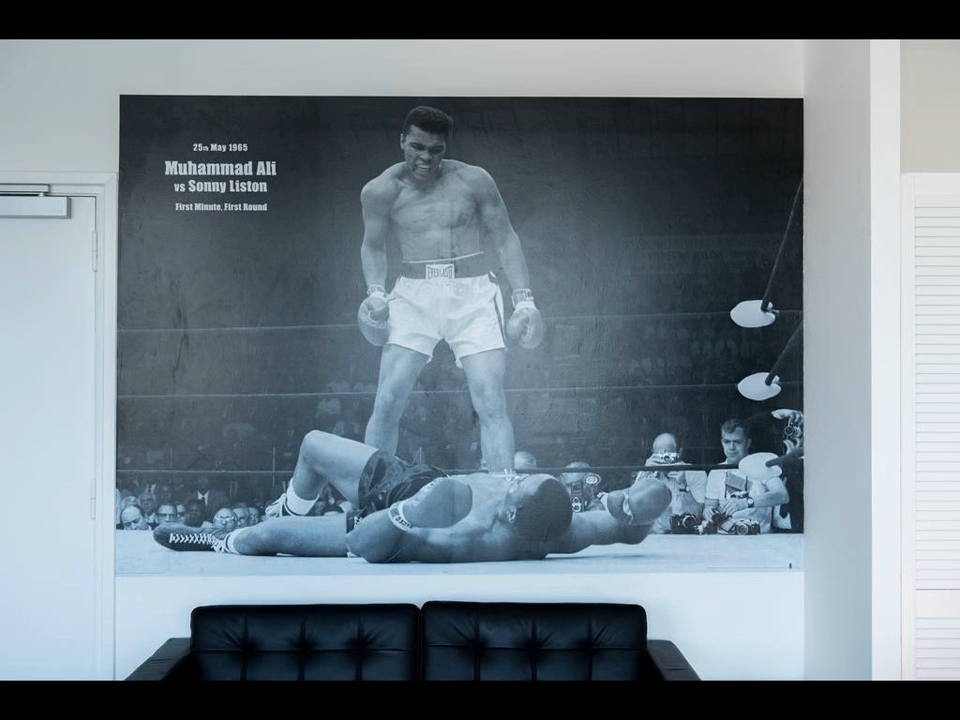 25th May 1965
Muhammad Ali
vs Sonny Liston
First Minute, First Round
EVERLAST